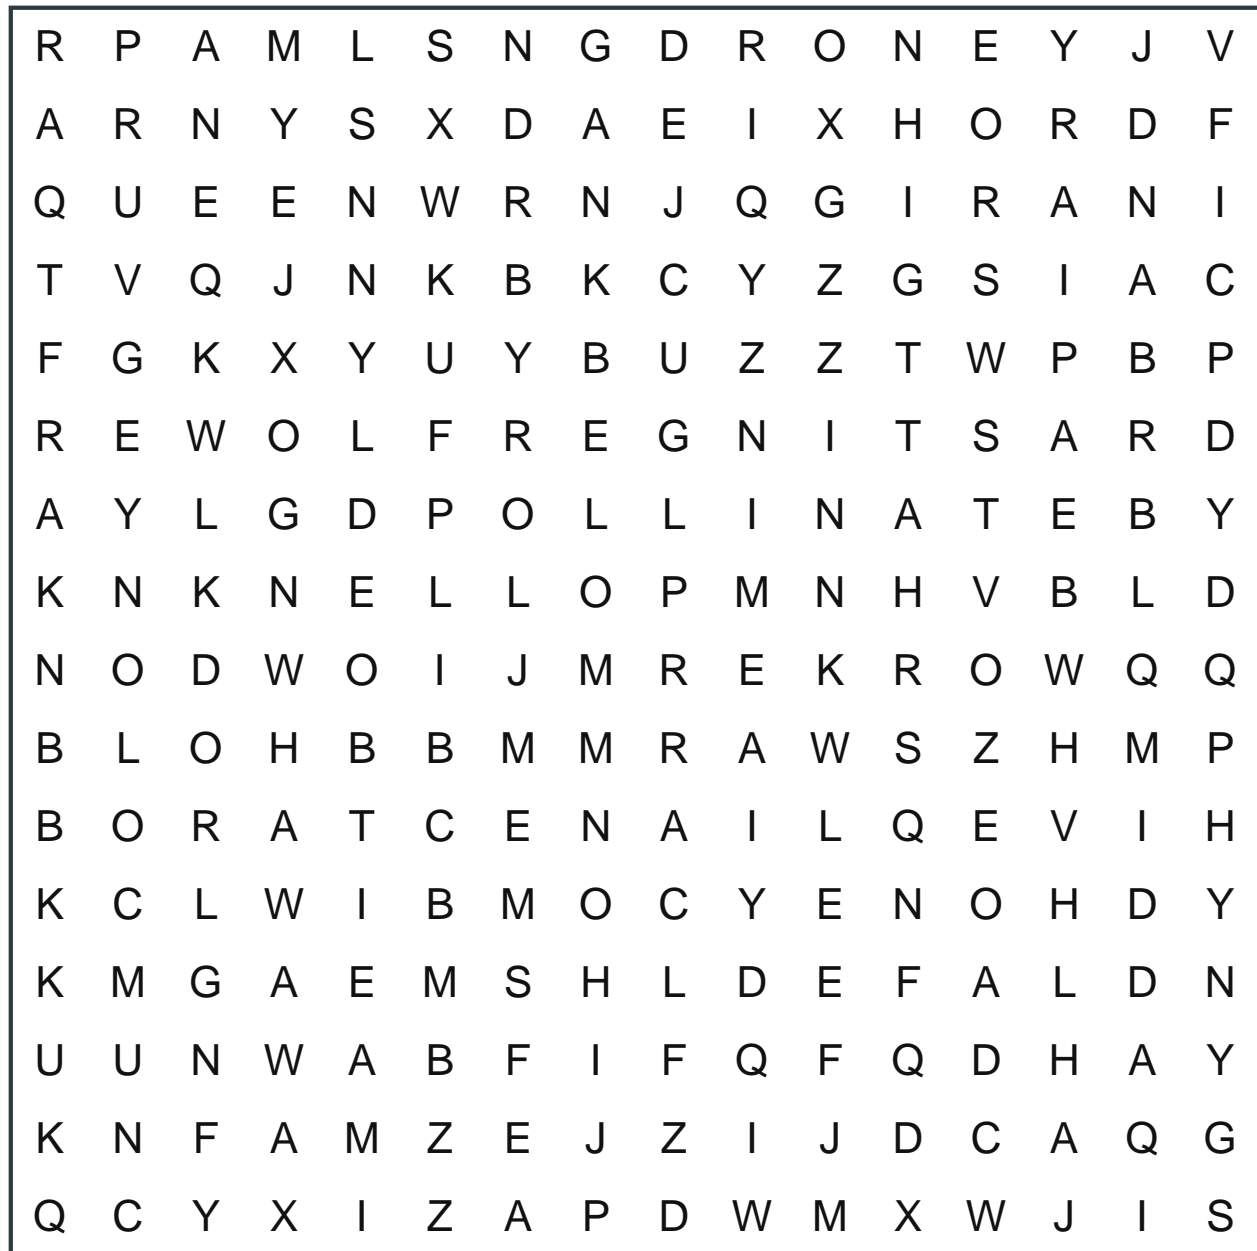 R P A M L S N G D R O N E Y J V
A R N Y S X D A E I X H O R D F
Q U E E N W R N J Q G I R A N I
T V Q J N K B K C Y Z G S I A C
F G K X Y U Y B U Z Z T W P B P
R E W O L F R E G N I T S A R D
A Y L G D P O L L I N A T E B Y
K N K N E L L O P M N H V B L D
N O D W O I J M R E K R O W Q Q
B L O H B B M M R A W S Z H M P
B O R A T C E N A I L Q E V I H
K C L W I B M O C Y E N O H D Y
K M G A E M S H L D E F A L D N
U U N W A B F I F Q F Q D H A Y
K N F A M Z E J Z I J D C A Q G
Q C Y X I Z A P D W M X W J I S